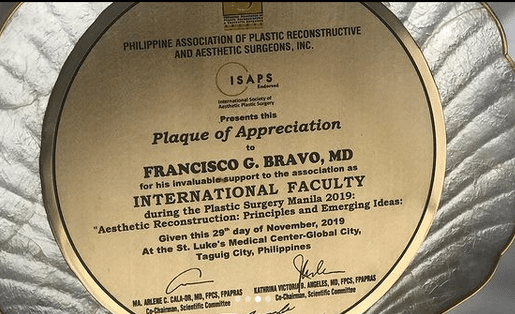 PHILIPPINE ASSOCIATION OF PLASTIC RECONSTRUCTIVE
AND AESTHETIC SURGEONS, INC.
ISAPS
Endorsed
International Society of
Aesthetic Plastic Surgery
Presents this
Plaque of Appreciation
to
FRANCISCO G. BRAVO, MD
for his invaluable support to the association as
INTERNATIONAL FACULTY
during the Plastic Surgery Manila 2019:
"Aesthetic Reconstruction: Principles and Emerging Ideas:
Given this 29th day of November, 2019
At the St. Luke's Medical Center-Global City,
Taguig City, Philippines
MA. ARLENE C. CALA-OR, MD, FPCS, FPAPRAS
Co-Chairman, Scientific Committee
KATHRINA VICTORIA B. ANGELES, MD, FPCS, FPAPRAS
Co-Chairman, Scientific Committee